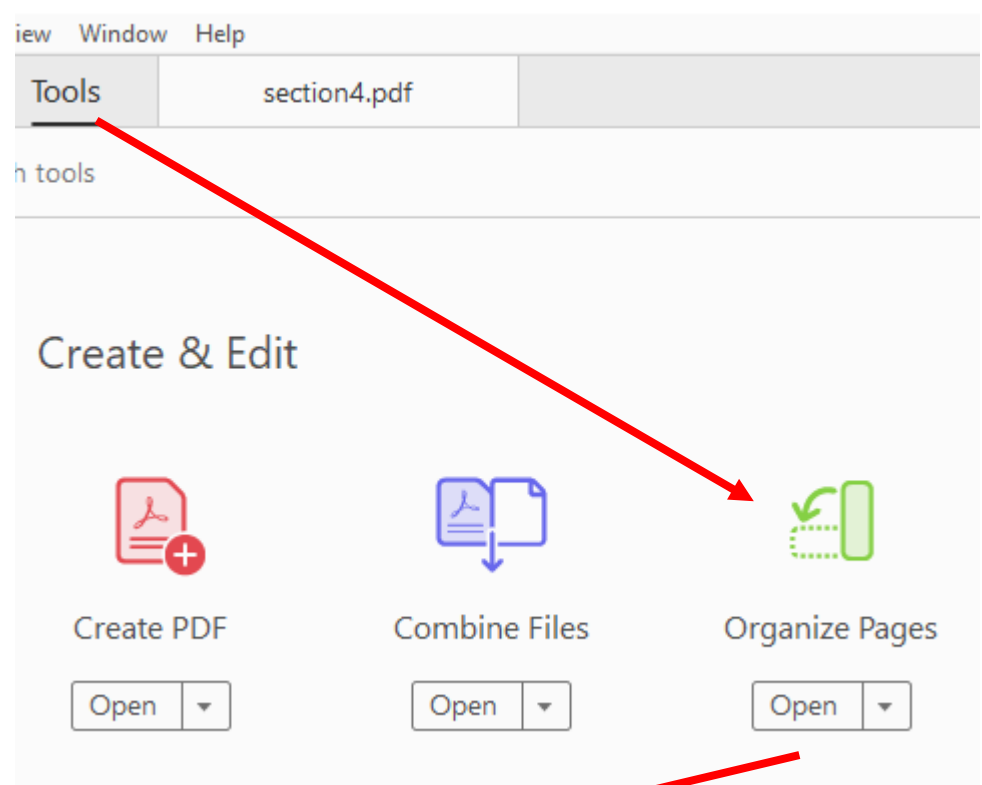 iew Window Help
Tools section4.pdf
h tools
Create & Edit
Create PDF Combine Files Organize Pages
Open Open Open